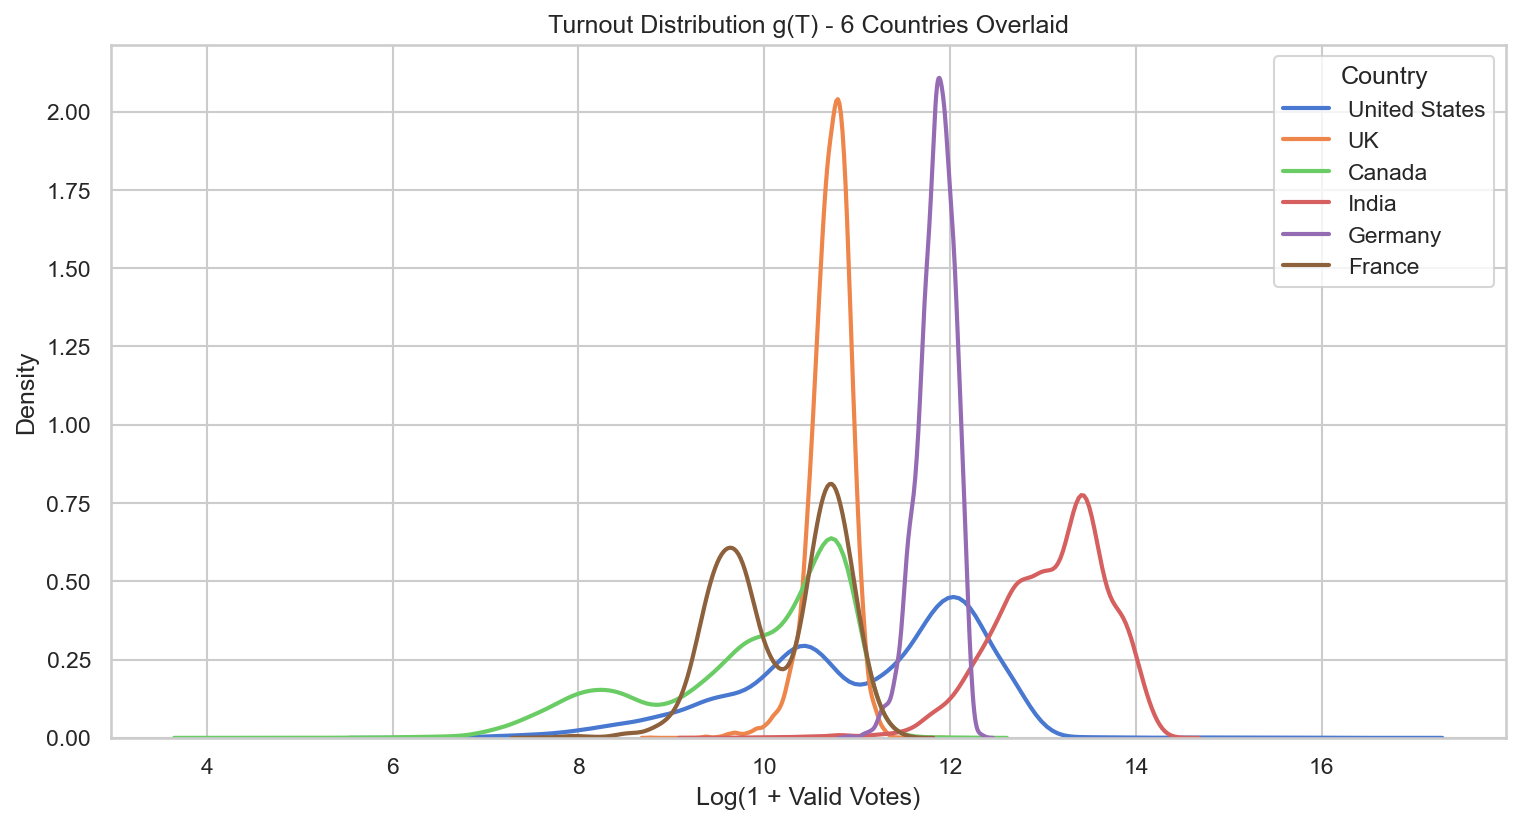 Turnout Distribution g(T) - 6 Countries Overlaid
Country
United States
UK
Canada
India
Germany
France
2.00
1.75
1.50
1.25
1.00
0.75
0.50
0.25
0.00
Density
4 6 8 10 12 14 16
Log(1 + Valid Votes)